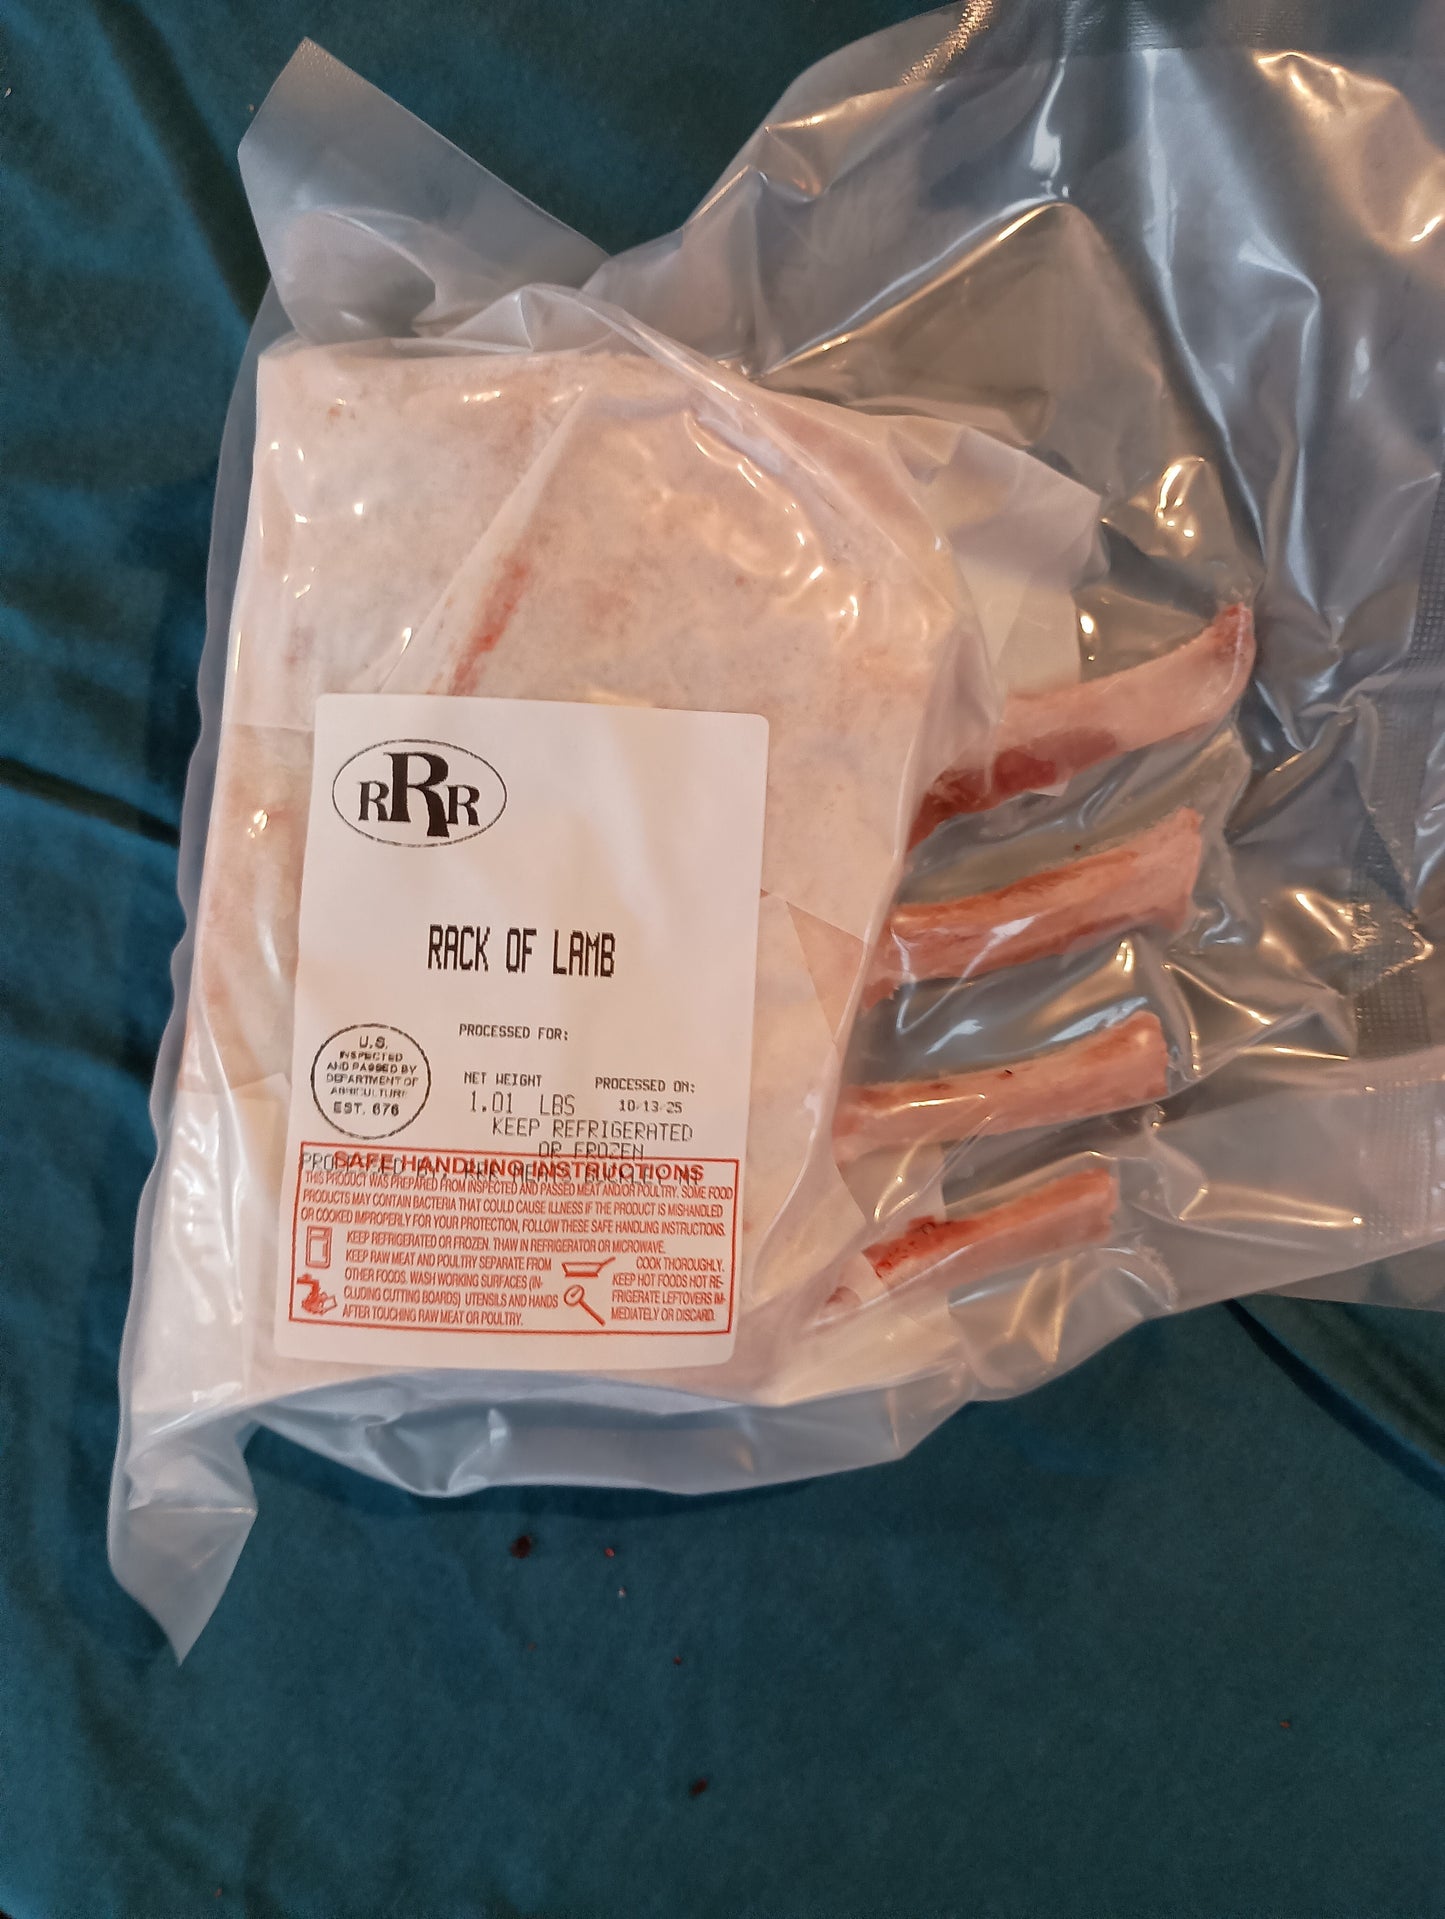 RRR
RACK OF LAMB
PROCESSED FOR:
U.S.
INSPECTED
AND PASSED BY
DEPARTMENT OF
AGRICULTURE
EST. 676
NET WEIGHT
1.01 LBS
PROCESSED ON:
10-13-25
KEEP REFRIGERATED
OR FROZEN
SAFE HANDLING INSTRUCTIONS
THIS PRODUCT WAS PREPARED FROM INSPECTED AND PASSED MEAT AND/OR POULTRY. SOME FOOD
PRODUCTS MAY CONTAIN BACTERIA THAT COULD CAUSE ILLNESS IF THE PRODUCT IS MISHANDLED
OR COOKED IMPROPERLY FOR YOUR PROTECTION, FOLLOW THESE SAFE HANDLING INSTRUCTIONS.
KEEP REFRIGERATED OR FROZEN. THAW IN REFRIGERATOR OR MICROWAVE.
KEEP RAW MEAT AND POULTRY SEPARATE FROM
OTHER FOODS. WASH WORKING SURFACES (IN-
CLUDING CUTTING BOARDS) UTENSILS AND HANDS
AFTER TOUCHING RAW MEAT OR POULTRY.
COOK THOROUGHLY.
KEEP HOT FOODS HOT RE-
FRIGERATE LEFTOVERS IM-
MEDIATELY OR DISCARD.